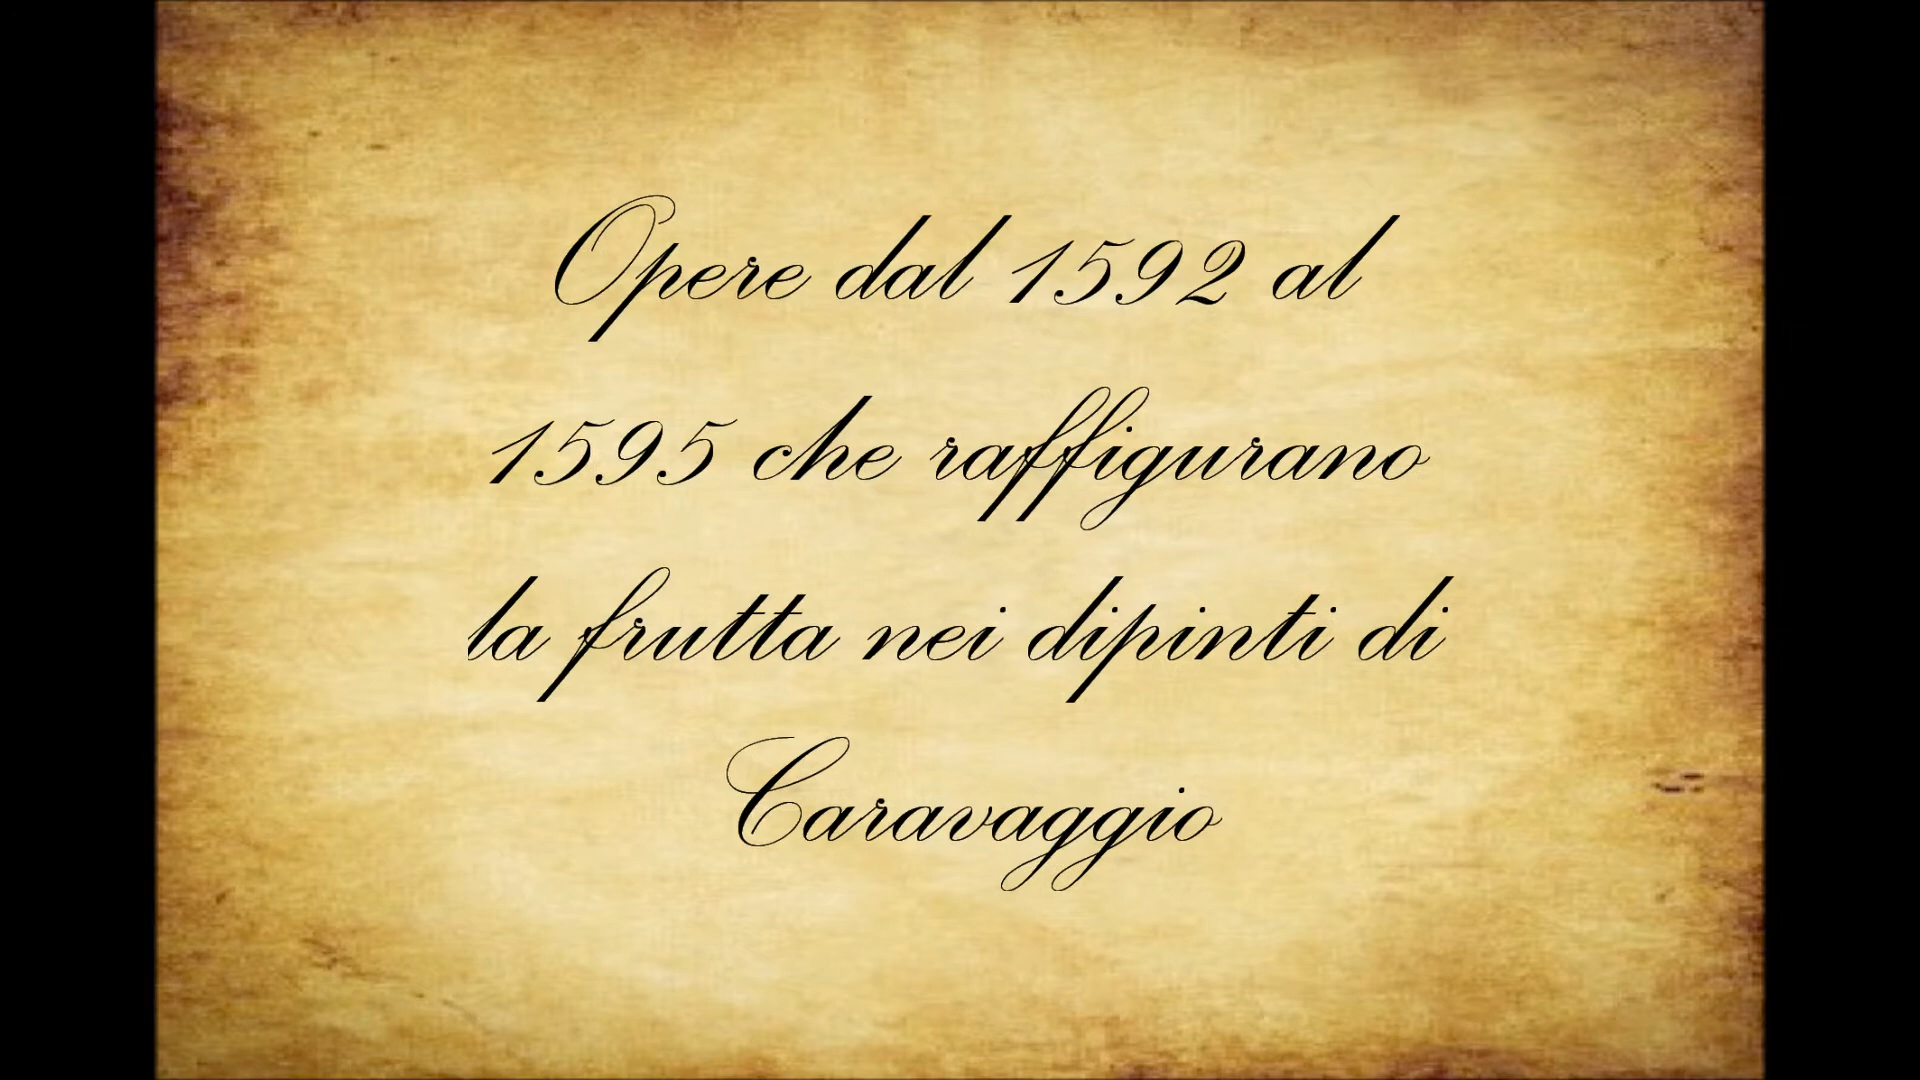 Opere dal 1592 al
1595 che raffigurano
la frutta nei dipinti di
Caravaggio